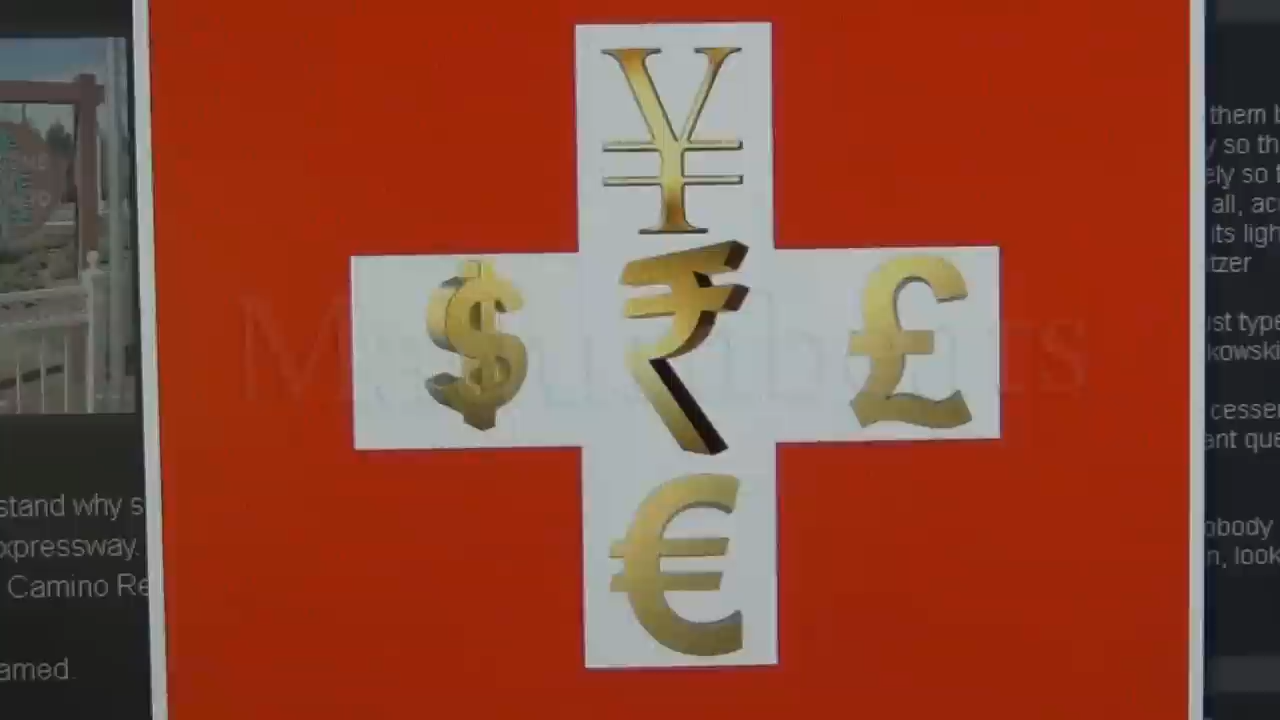 ¥
$ ₹ £
€
stand why s
xpressway.
Camino Re
amed.
them b
y so th
ely so
all, ac
its ligh
tzer
ust type
kowski
cesser
ant que
obody
n, look